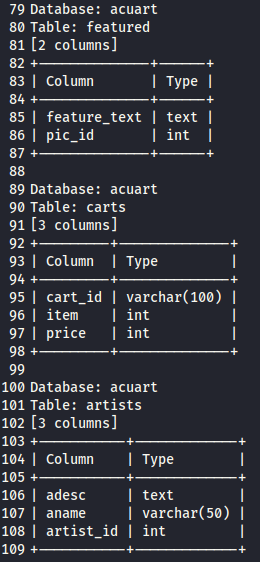 79 Database: acuart
80 Table: featured
81 [2 columns]
82 +--------------+------+
83 | Column       | Type |
84 +--------------+------+
85 | feature_text | text |
86 | pic_id       | int  |
87 +--------------+------+
88
89 Database: acuart
90 Table: carts
91 [3 columns]
92 +---------+--------------+
93 | Column  | Type         |
94 +---------+--------------+
95 | cart_id | varchar(100) |
96 | item    | int          |
97 | price   | int          |
98 +---------+--------------+
99
100 Database: acuart
101 Table: artists
102 [3 columns]
103 +-----------+-------------+
104 | Column    | Type        |
105 +-----------+-------------+
106 | adesc     | text        |
107 | aname     | varchar(50) |
108 | artist_id | int         |
109 +-----------+-------------+